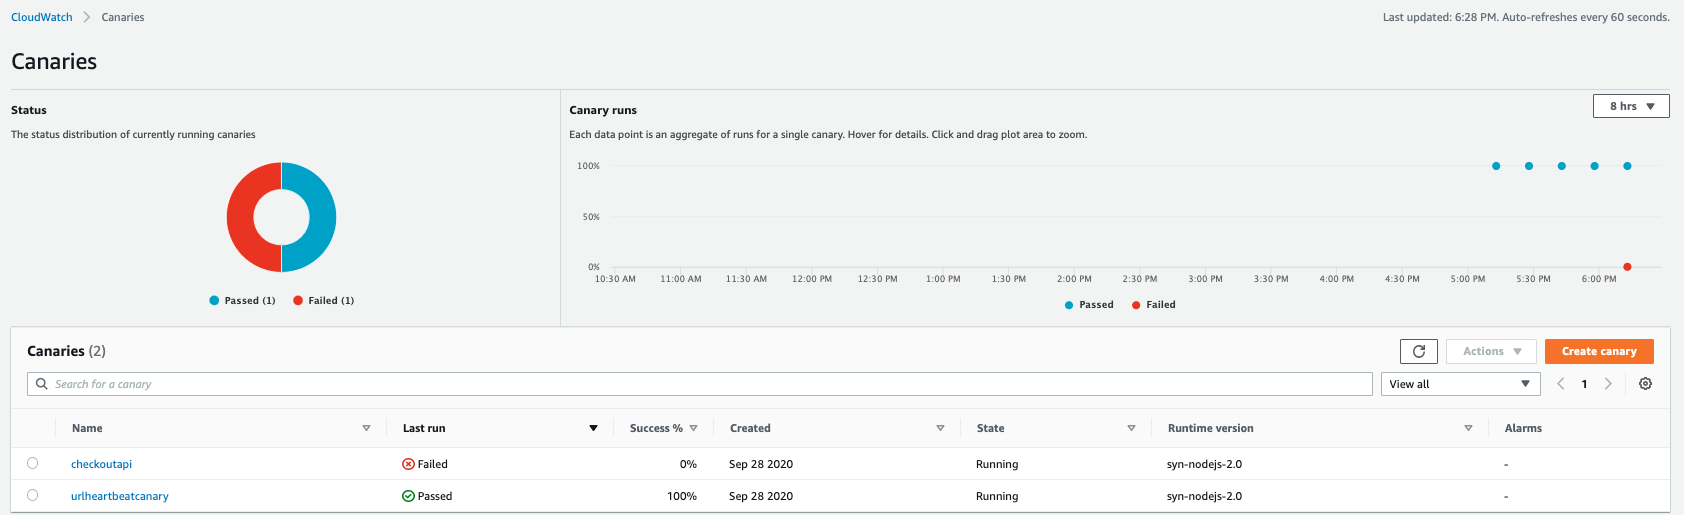 CloudWatch > Canaries
Last updated: 6:28 PM. Auto-refreshes every 60 seconds.
Canaries
Status
The status distribution of currently running canaries
Passed (1) Failed (1)
Canary runs
8 hrs
Each data point is an aggregate of runs for a single canary. Hover for details. Click and drag plot area to zoom.
100%
50%
0%
10:30 AM 11:00 AM 11:30 AM 12:00 PM 12:30 PM 1:00 PM 1:30 PM 2:00 PM 2:30 PM 3:00 PM 3:30 PM 4:00 PM 4:30 PM 5:00 PM 5:30 PM 6:00 PM
Passed Failed
Canaries (2)
Actions
Create canary
Search for a canary
View all
1
Name Last run Success % Created State Runtime version Alarms
checkoutapi Failed 0% Sep 28 2020 Running syn-nodejs-2.0 -
urlheartbeatcanary Passed 100% Sep 28 2020 Running syn-nodejs-2.0 -